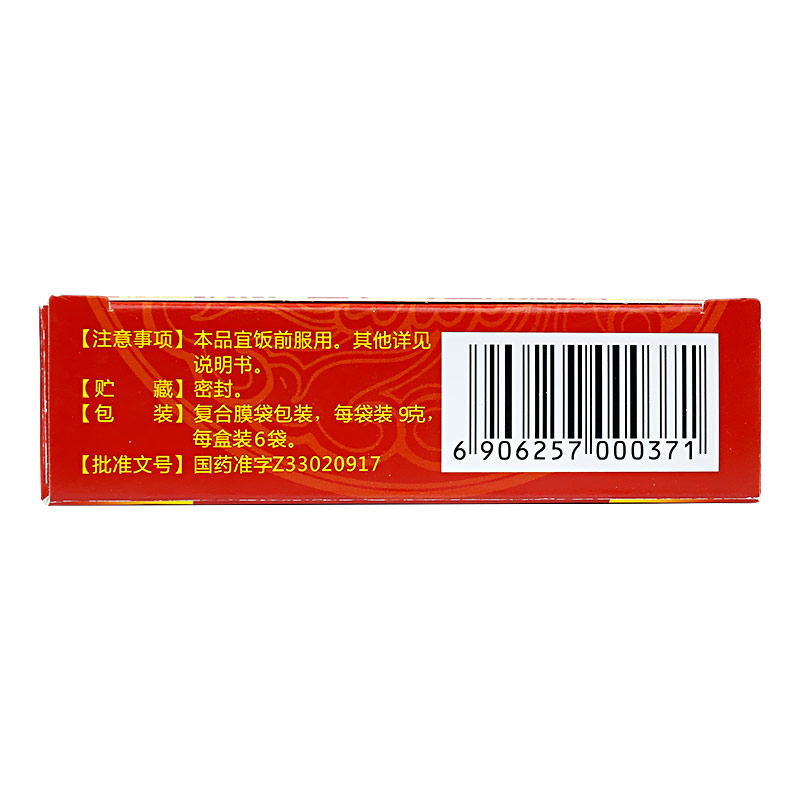 【注意事项】本品宜饭前服用。其他详见
说明书。
【贮　　藏】密封。
【包　　装】复合膜袋包装，每袋装9克，
每盒装6袋。
【批准文号】国药准字Z33020917
6 906257 000371